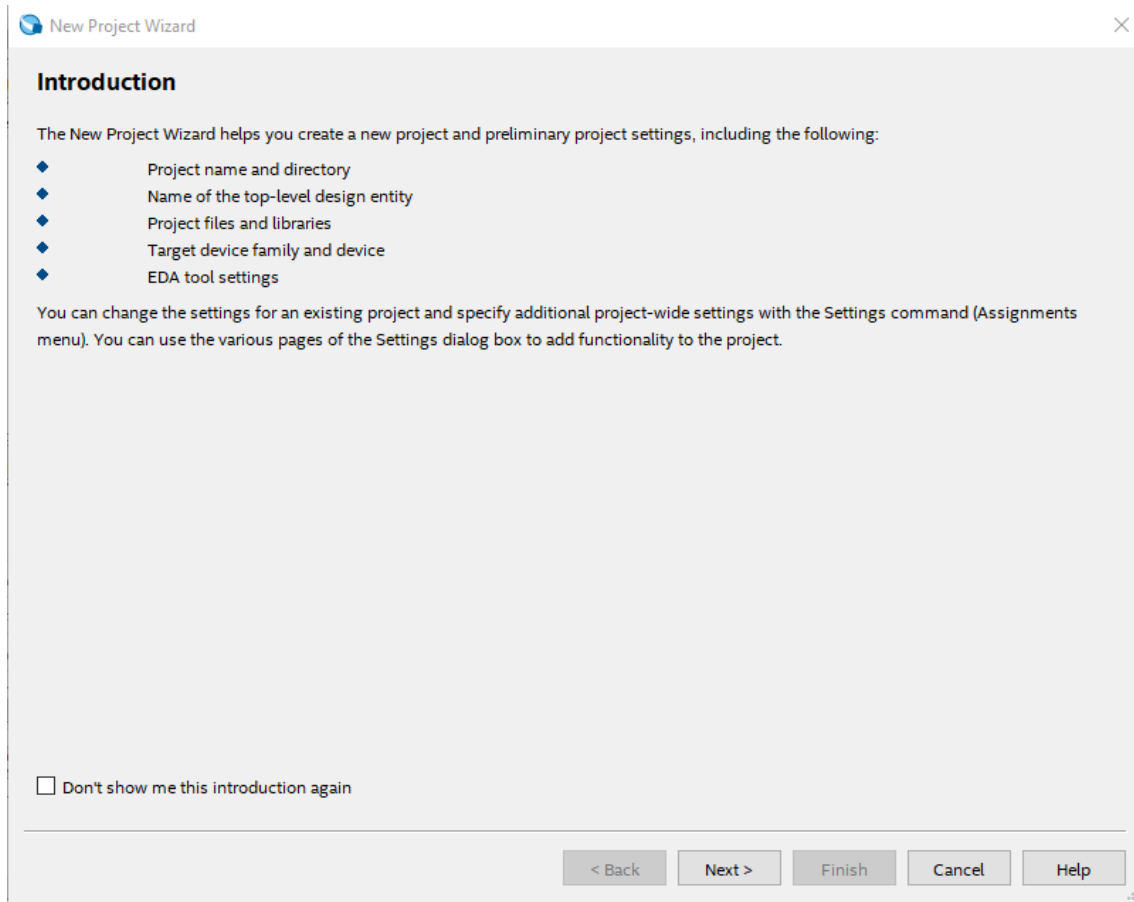 New Project Wizard
Introduction
The New Project Wizard helps you create a new project and preliminary project settings, including the following:
Project name and directory
Name of the top-level design entity
Project files and libraries
Target device family and device
EDA tool settings
You can change the settings for an existing project and specify additional project-wide settings with the Settings command (Assignments
menu). You can use the various pages of the Settings dialog box to add functionality to the project.
Don't show me this introduction again
< Back Next > Finish Cancel Help